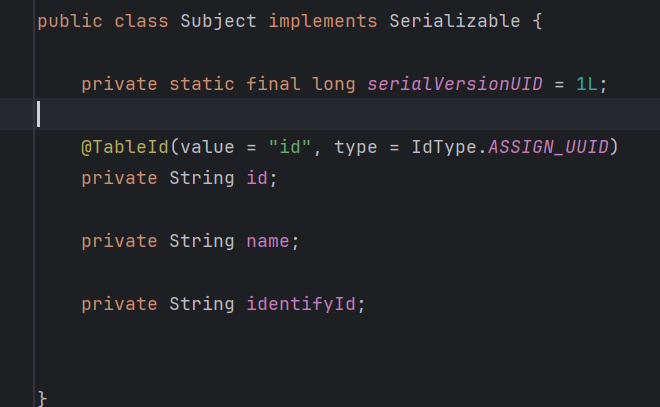 public class Subject implements Serializable {
private static final long serialVersionUID = 1L;
@TableId(value = "id", type = IdType.ASSIGN_UUID)
private String id;
private String name;
private String identifyId;
}